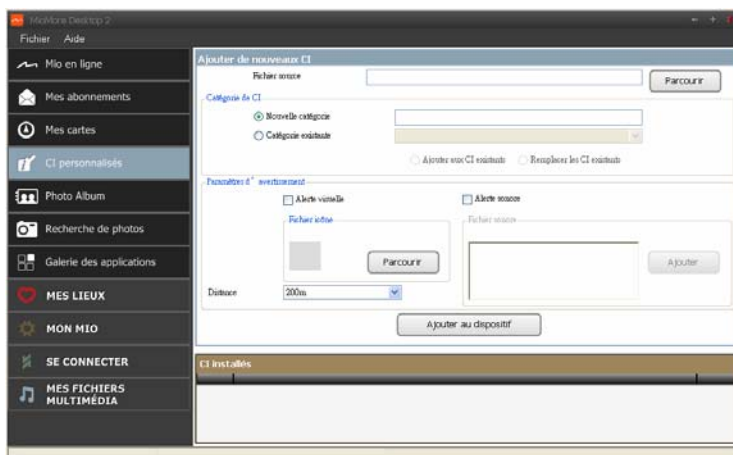 MioMore Desktop 2
Fichier Aide
Mio en ligne
Mes abonnements
Mes cartes
CI personnalisés
Photo Album
Recherche de photos
Galerie des applications
MES LIEUX
MON MIO
SE CONNECTER
MES FICHIERS
MULTIMÉDIA
Ajouter de nouveaux CI
Fichier source
Parcourir
Catégorie de CI
Nouvelle catégorie
Catégorie existante
Ajouter aux CI existants Remplacer les CI existants
Paramètres d'avertissement
Alerte visuelle Alerte sonore
Fichier icône Fichier sonore
Parcourir Ajouter
Distance 200m
Ajouter au dispositif
CI installés